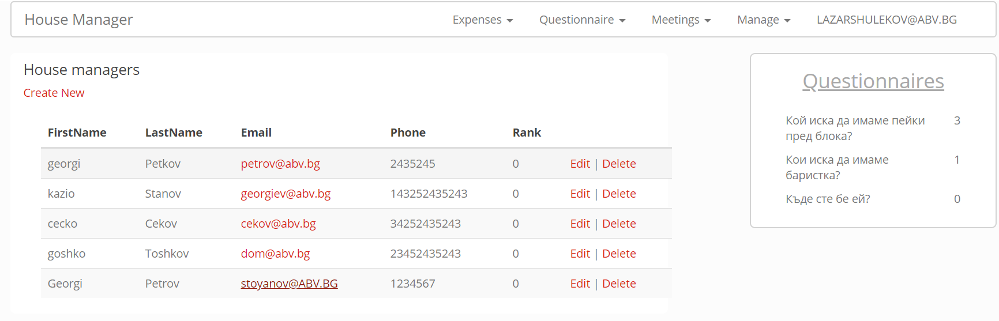 House Manager Expenses Questionnaire Meetings Manage LAZARSHULEKOV@ABV.BG
House managers
Create New
FirstName LastName Email Phone Rank
georgi Petkov petrov@abv.bg 2435245 0 Edit | Delete
kazio Stanov georgiev@abv.bg 143252435243 0 Edit | Delete
cecko Cekov cekov@abv.bg 34252435243 0 Edit | Delete
goshko Toshkov dom@abv.bg 23452435243 0 Edit | Delete
Georgi Petrov stoyanov@ABV.BG 1234567 0 Edit | Delete
Questionnaires
Кой иска да имаме пейки 3
пред блока?
Кои иска да имаме 1
баристка?
Къде сте бе ей? 0